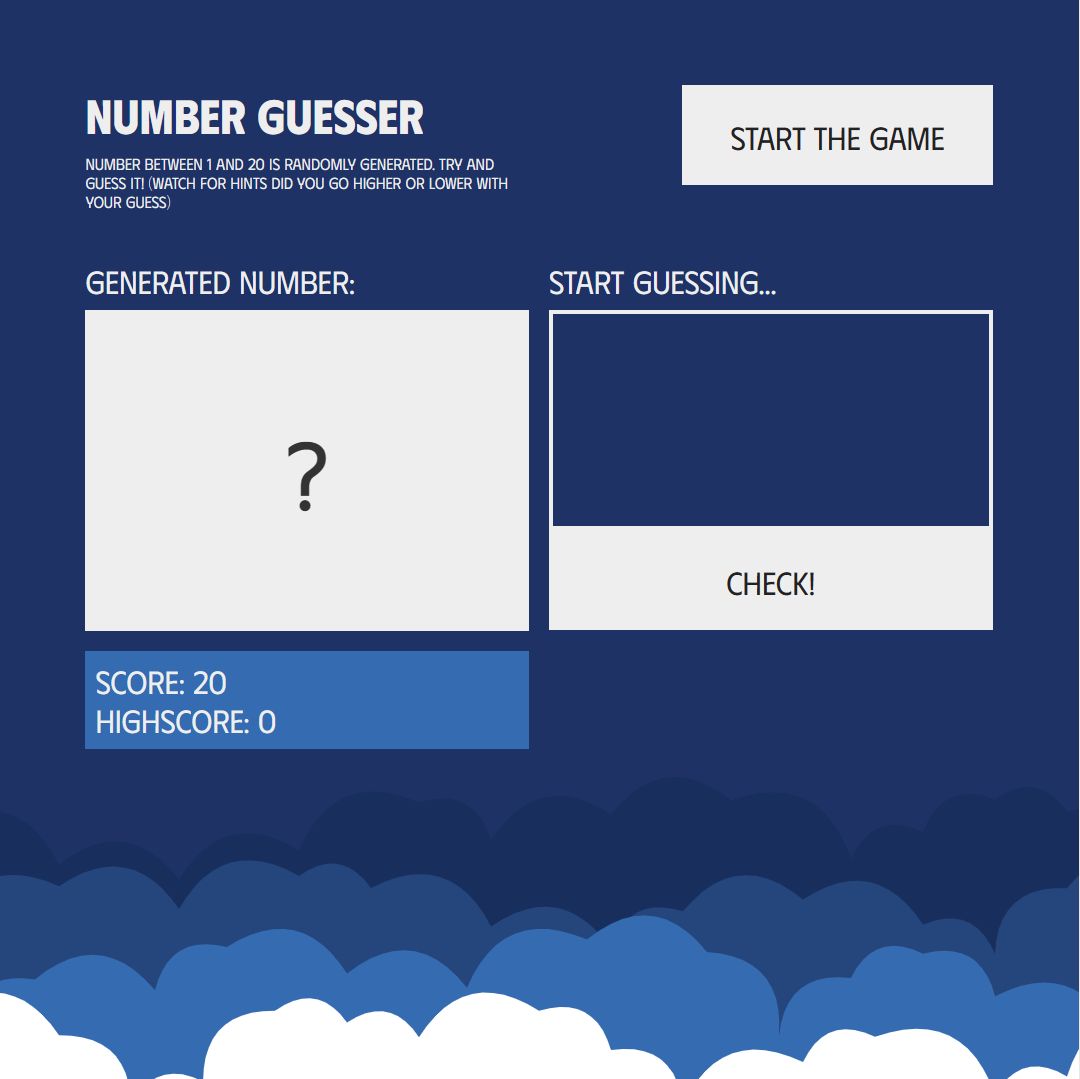 NUMBER GUESSER
START THE GAME
NUMBER BETWEEN 1 AND 20 IS RANDOMLY GENERATED. TRY AND
GUESS IT! (WATCH FOR HINTS DID YOU GO HIGHER OR LOWER WITH
YOUR GUESS)
GENERATED NUMBER:
START GUESSING...
?
CHECK!
SCORE: 20
HIGHSCORE: 0